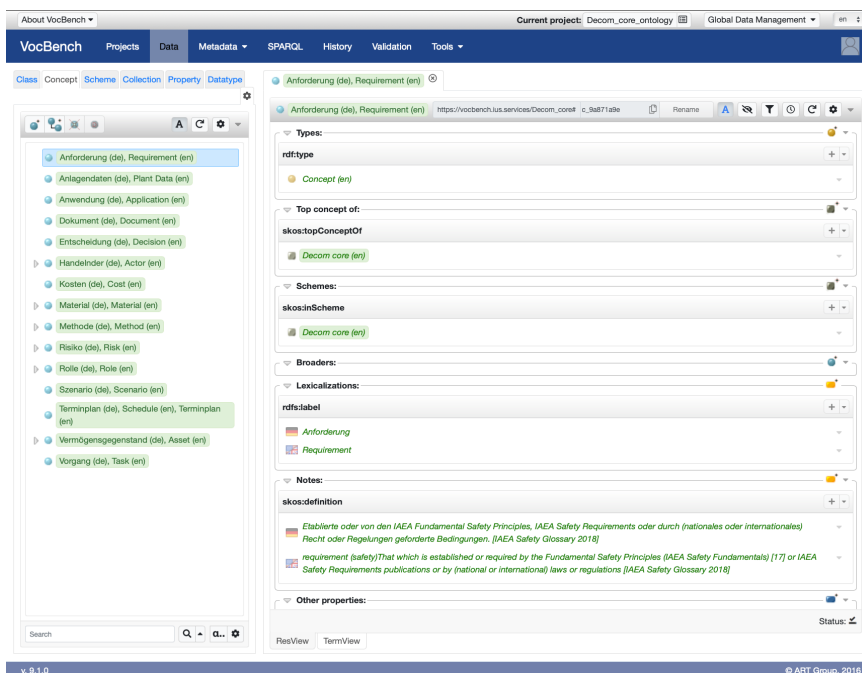 About VocBench
Current project: Decom_core_ontology
Global Data Management
en
VocBench Projects Data Metadata SPARQL History Validation Tools
Class Concept Scheme Collection Property Datatype
A
Anforderung (de), Requirement (en)
Anlagendaten (de), Plant Data (en)
Anwendung (de), Application (en)
Dokument (de), Document (en)
Entscheidung (de), Decision (en)
Handelnder (de), Actor (en)
Kosten (de), Cost (en)
Material (de), Material (en)
Methode (de), Method (en)
Risiko (de), Risk (en)
Rolle (de), Role (en)
Szenario (de), Scenario (en)
Terminplan (de), Schedule (en), Terminplan
(en)
Vermögensgegenstand (de), Asset (en)
Vorgang (de), Task (en)
Search
a..
Anforderung (de), Requirement (en)
Anforderung (de), Requirement (en) https://vocbench.ius.services/Decom_core# c_9a871a9e Rename A
Types:
rdf:type
Concept (en)
Top concept of:
skos:topConceptOf
Decom core (en)
Schemes:
skos:inScheme
Decom core (en)
Broaders:
Lexicalizations:
rdfs:label
Anforderung
Requirement
Notes:
skos:definition
Etablierte oder von den IAEA Fundamental Safety Principles, IAEA Safety Requirements oder durch (nationales oder internationales)
Recht oder Regelungen geforderte Bedingungen. [IAEA Safety Glossary 2018]
requirement (safety)That which is established or required by the Fundamental Safety Principles (IAEA Safety Fundamentals) [17] or IAEA
Safety Requirements publications or by (national or international) laws or regulations [IAEA Safety Glossary 2018]
Other properties:
Status:
ResView TermView
v. 9.1.0
© ART Group, 2016